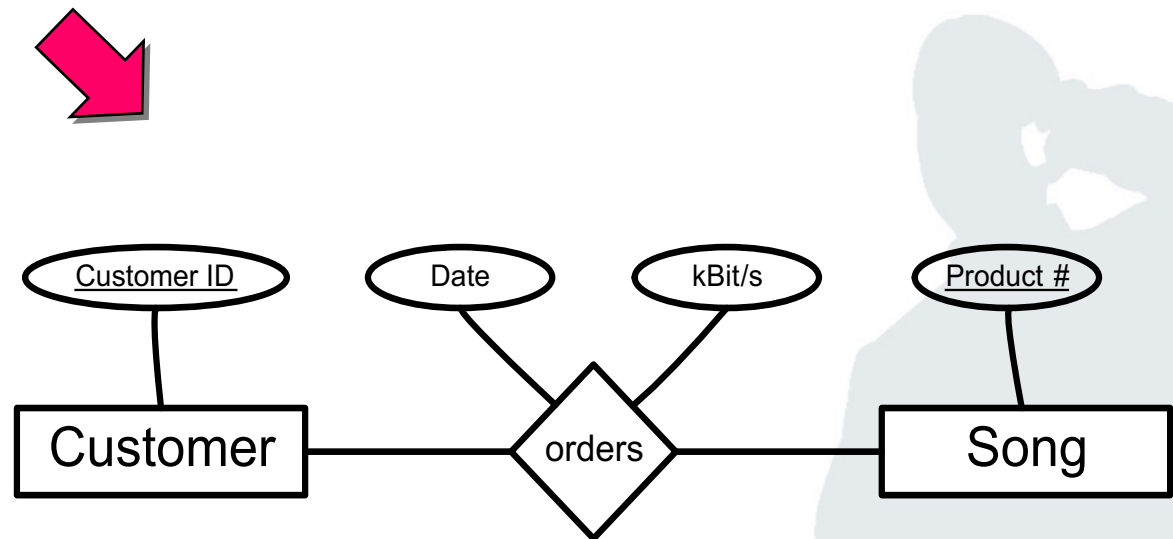 Customer ID
Date
kBit/s
Product #
Customer
orders
Song